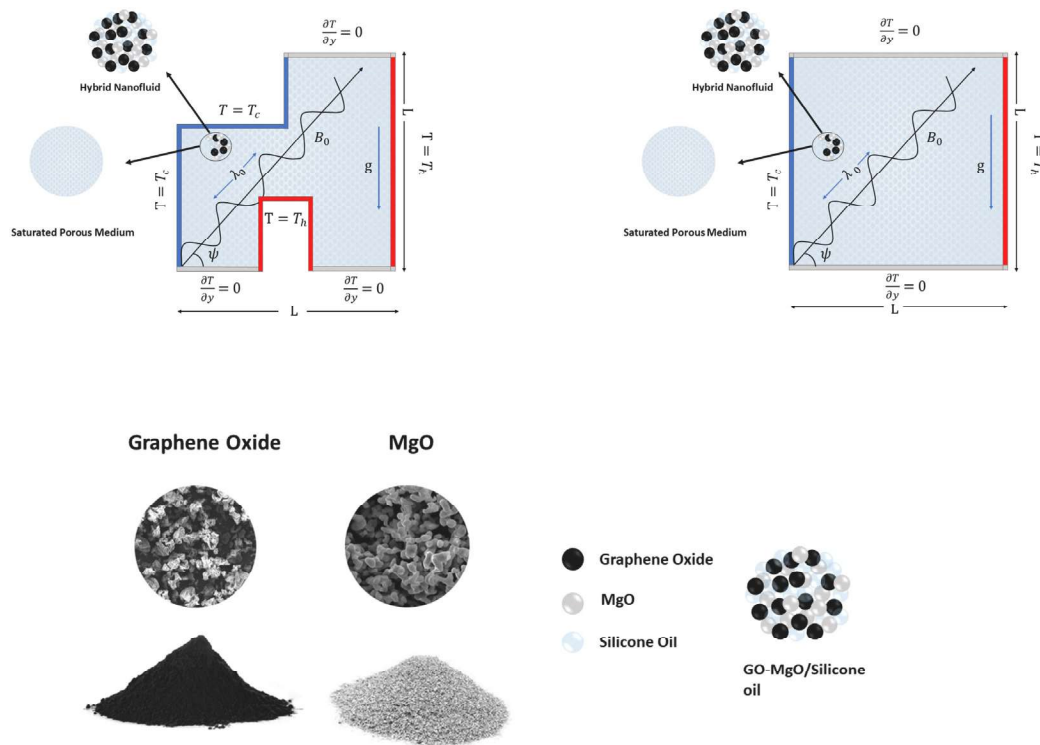 ∂T/∂y = 0
Hybrid Nanofluid
T = T_c
B_0
L
T = T_h
λ_0
g
T = T_c
T = T_h
Saturated Porous Medium
ψ
∂T/∂y = 0
∂T/∂y = 0
L
∂T/∂y = 0
Hybrid Nanofluid
B_0
L
T = T_h
λ_0
g
T = T_c
Saturated Porous Medium
ψ
∂T/∂y = 0
L
Graphene Oxide
MgO
Graphene Oxide
MgO
Silicone Oil
GO-MgO/Silicone
oil